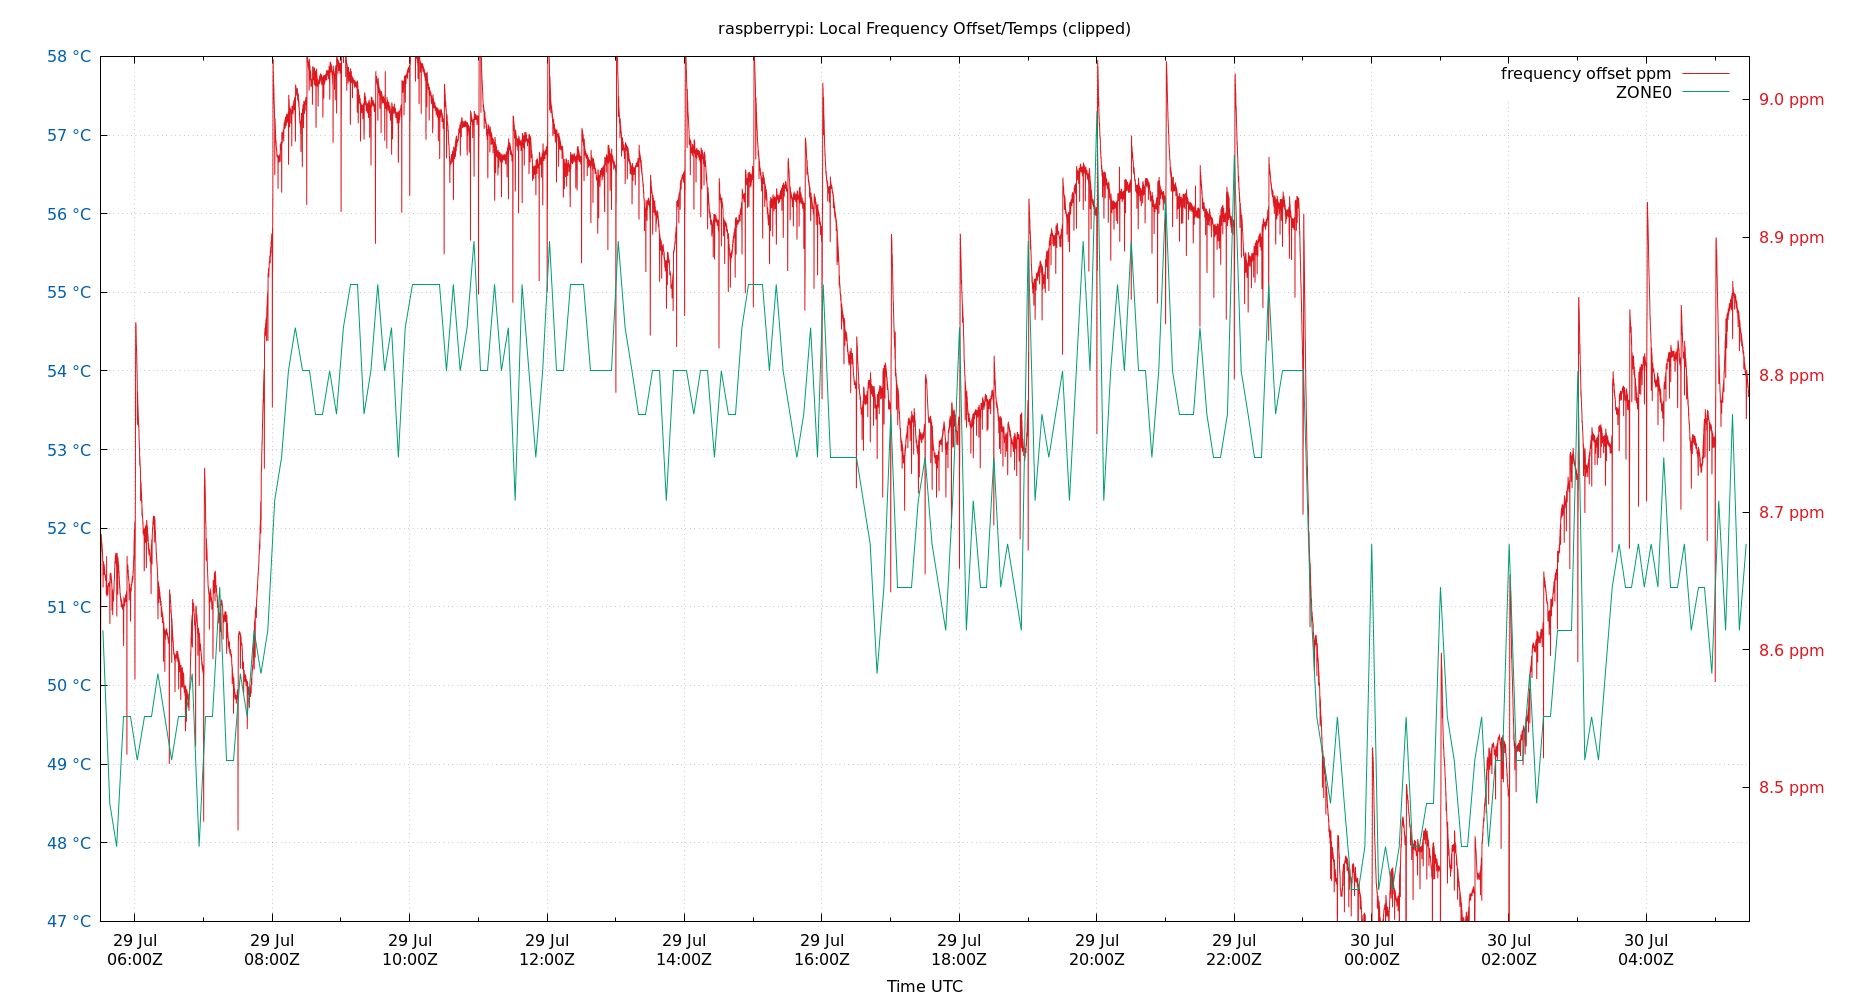 raspberrypi: Local Frequency Offset/Temps (clipped)
frequency offset ppm
ZONE0
58 °C
57 °C
56 °C
55 °C
54 °C
53 °C
52 °C
51 °C
50 °C
49 °C
48 °C
47 °C
9.0 ppm
8.9 ppm
8.8 ppm
8.7 ppm
8.6 ppm
8.5 ppm
29 Jul
06:00Z
29 Jul
08:00Z
29 Jul
10:00Z
29 Jul
12:00Z
29 Jul
14:00Z
29 Jul
16:00Z
29 Jul
18:00Z
29 Jul
20:00Z
29 Jul
22:00Z
30 Jul
00:00Z
30 Jul
02:00Z
30 Jul
04:00Z
Time UTC